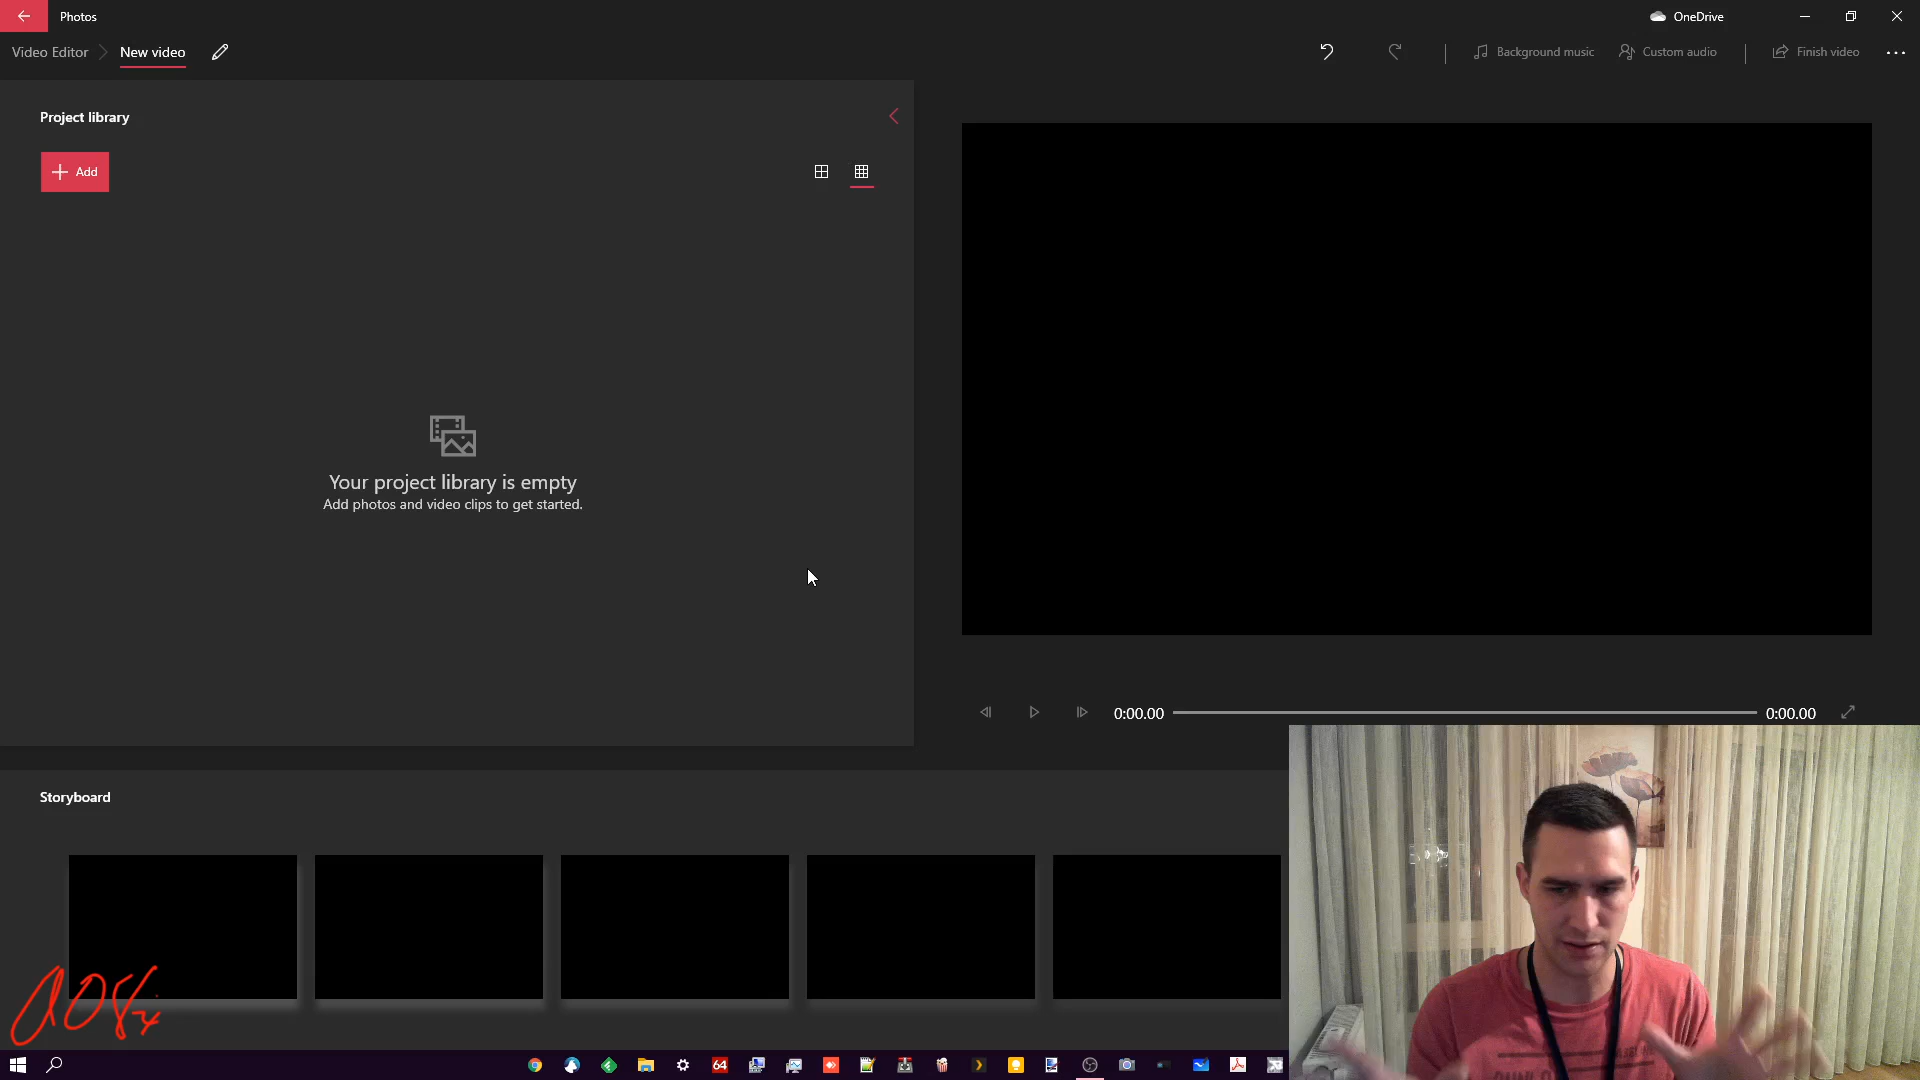 Photos
OneDrive
Video Editor
New video
Background music
Custom audio
Finish video
Project library
Add
Your project library is empty
Add photos and video clips to get started.
0:00.00
0:00.00
Storyboard
64